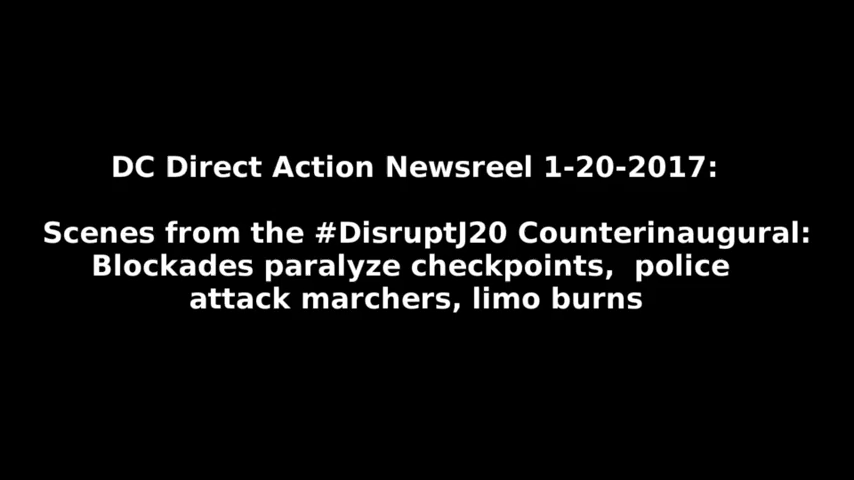 DC Direct Action Newsreel 1-20-2017:
Scenes from the #DisruptJ20 Counterinaugural:
Blockades paralyze checkpoints,  police
attack marchers, limo burns